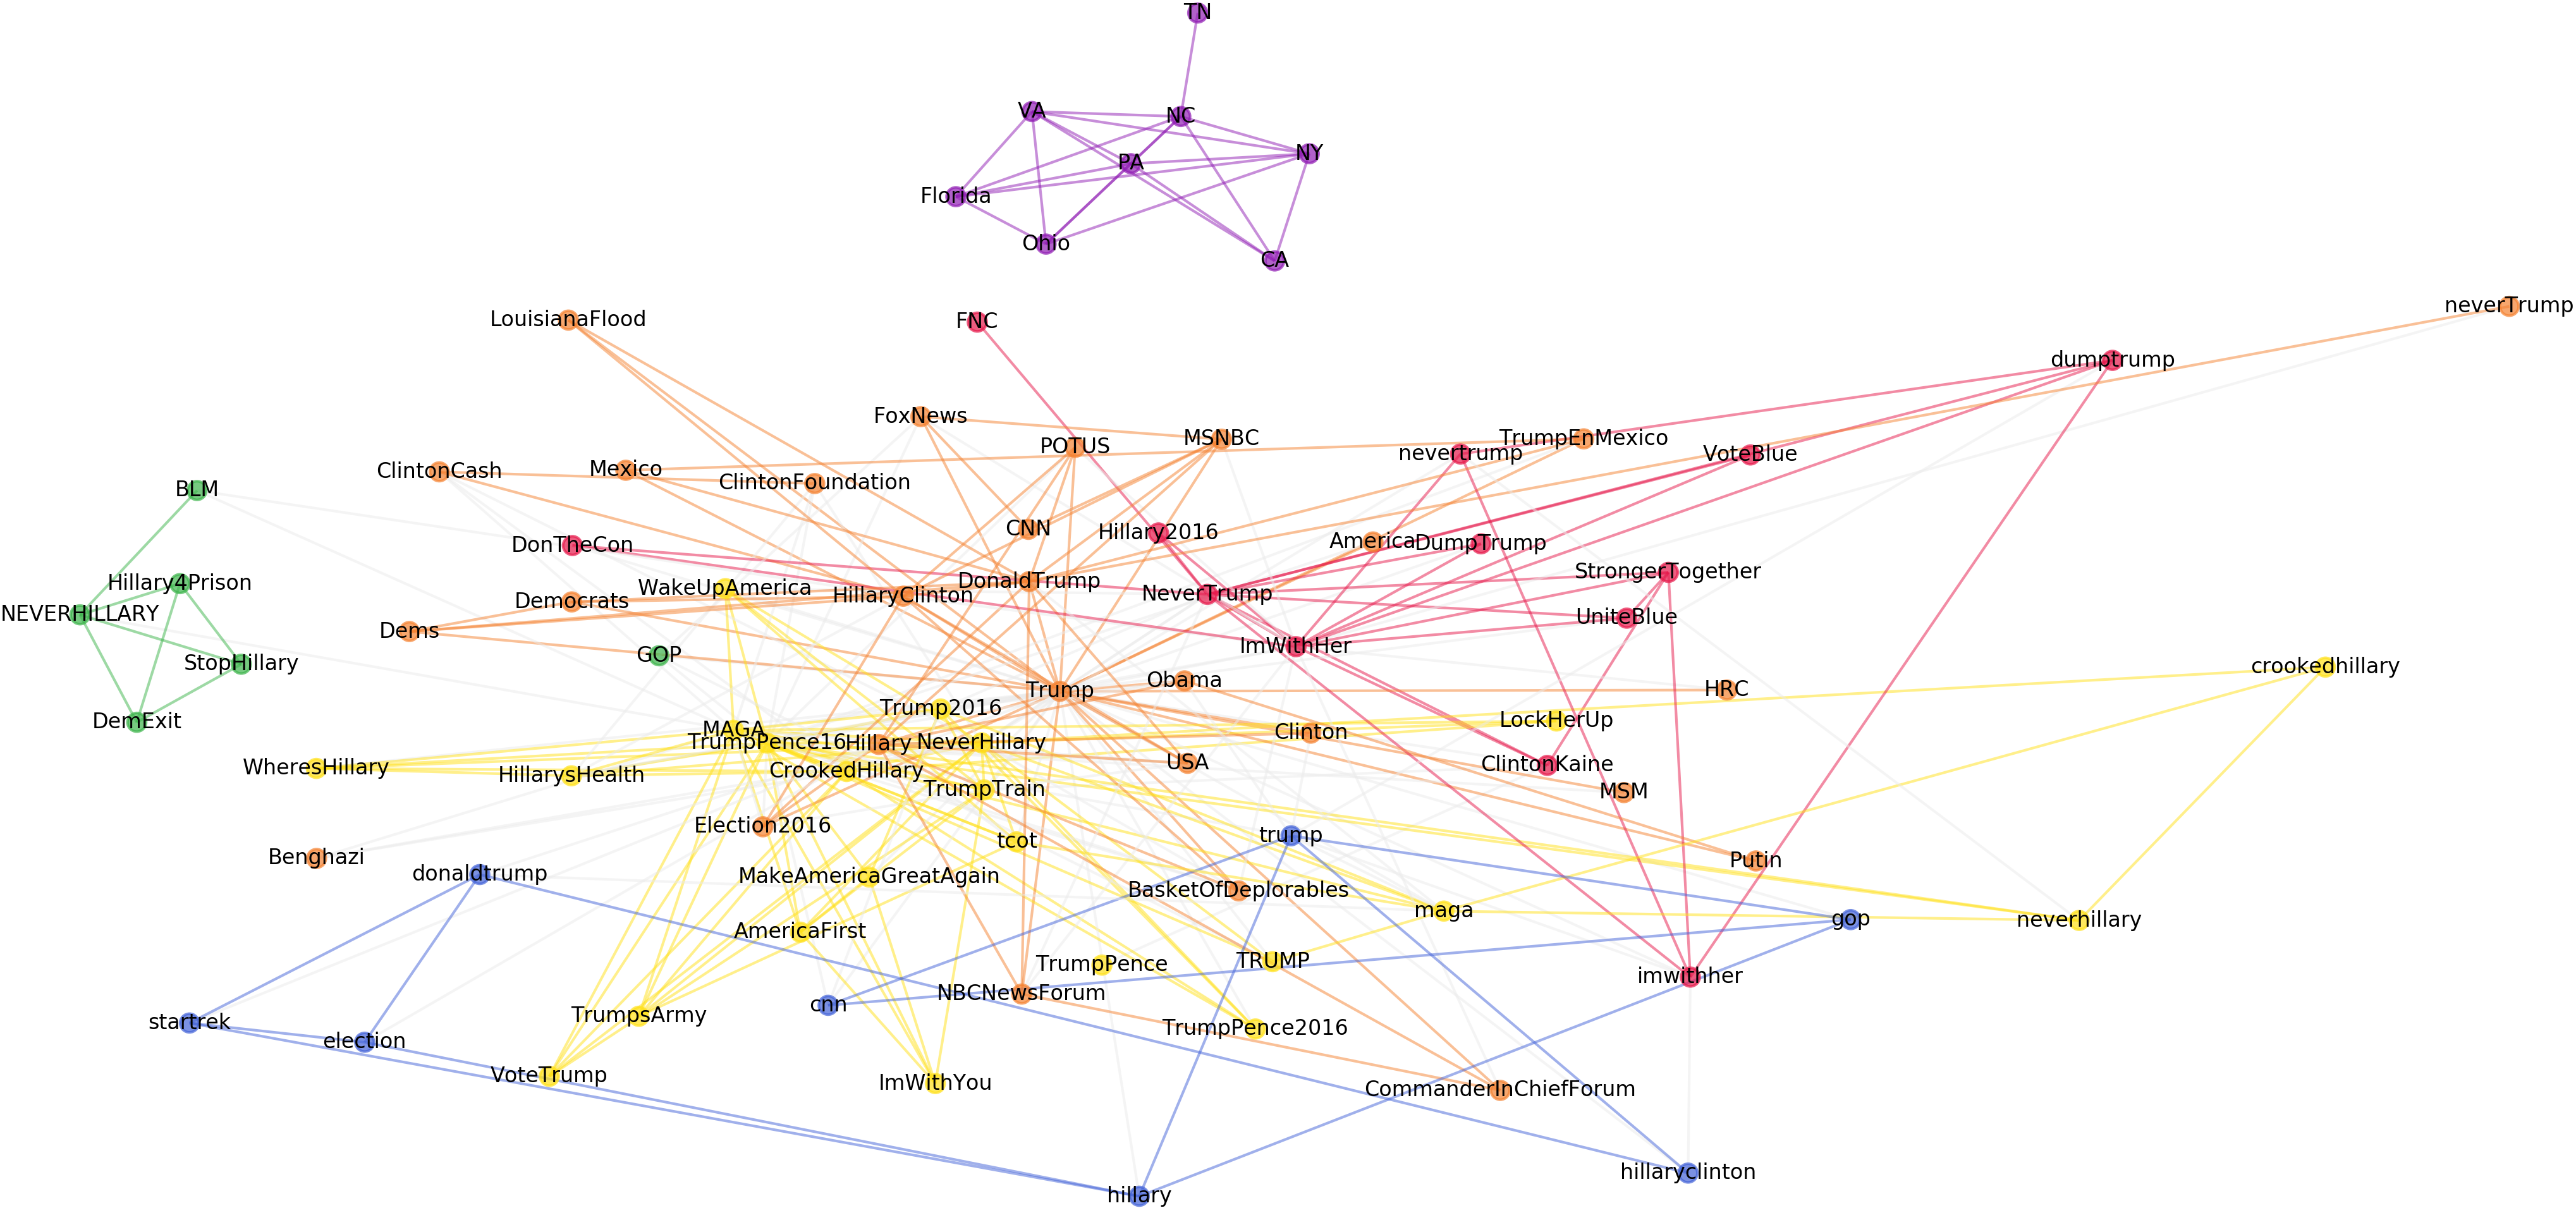 TN
VA
NC
NY
PA
Florida
Ohio
CA
LouisianaFlood
FNC
neverTrump
dumptrump
FoxNews
POTUS
MSNBC
TrumpEnMexico
nevertrump
VoteBlue
ClintonCash
Mexico
ClintonFoundation
BLM
CNN
Hillary2016
America
DumpTrump
DonTheCon
StrongerTogether
Hillary4Prison
WakeUpAmerica
DonaldTrump
HillaryClinton
NeverTrump
Democrats
NEVERHILLARY
UniteBlue
Dems
ImWithHer
GOP
StopHillary
crookedhillary
Obama
HRC
Trump
Trump2016
DemExit
LockHerUp
MAGA
Clinton
TrumpPence16
Hillary
NeverHillary
WheresHillary
HillarysHealth
CrookedHillary
USA
ClintonKaine
TrumpTrain
MSM
Election2016
trump
tcot
Benghazi
Putin
donaldtrump
MakeAmericaGreatAgain
BasketOfDeplorables
maga
gop
neverhillary
AmericaFirst
TrumpPence
TRUMP
imwithher
NBCNewsForum
cnn
startrek
TrumpsArmy
TrumpPence2016
election
VoteTrump
ImWithYou
CommanderInChiefForum
hillaryclinton
hillary